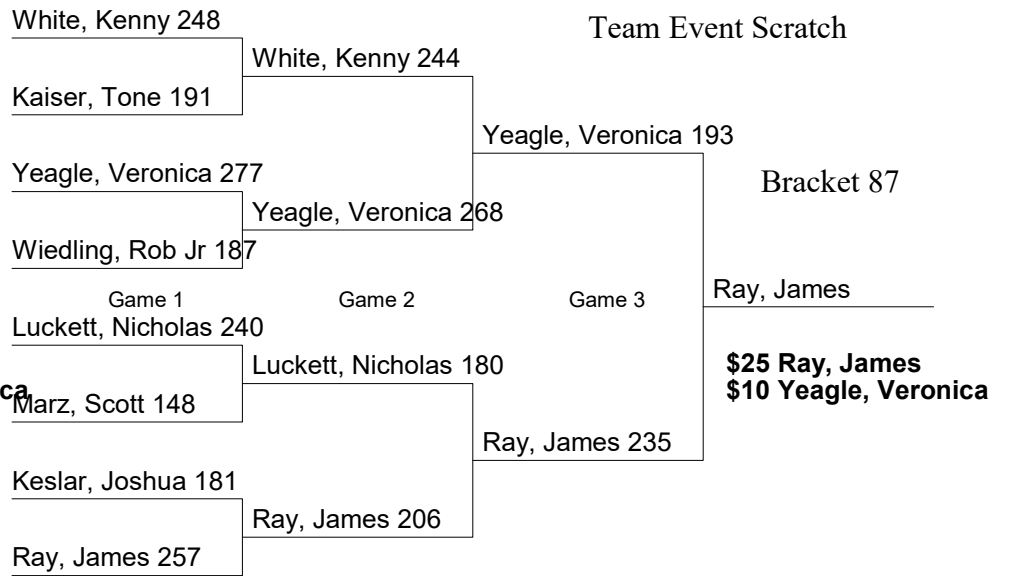 White, Kenny 248
Team Event Scratch
White, Kenny 244
Kaiser, Tone 191
Yeagle, Veronica 193
Yeagle, Veronica 277
Bracket 87
Yeagle, Veronica 268
Wiedling, Rob Jr 187
Game 1
Game 2
Game 3
Ray, James
Luckett, Nicholas 240
Luckett, Nicholas 180
$25 Ray, James
ca
$10 Yeagle, Veronica
Marz, Scott 148
Ray, James 235
Keslar, Joshua 181
Ray, James 206
Ray, James 257